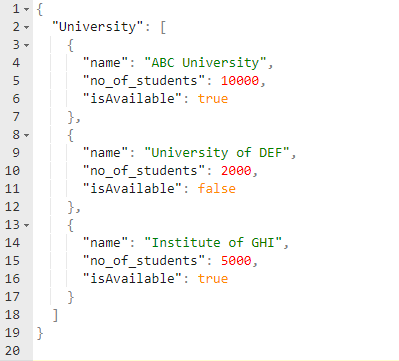 1 {
2   "University": [
3     {
4       "name": "ABC University",
5       "no_of_students": 10000,
6       "isAvailable": true
7     },
8     {
9       "name": "University of DEF",
10       "no_of_students": 2000,
11       "isAvailable": false
12     },
13     {
14       "name": "Institute of GHI",
15       "no_of_students": 5000,
16       "isAvailable": true
17     }
18   ]
19 }
20